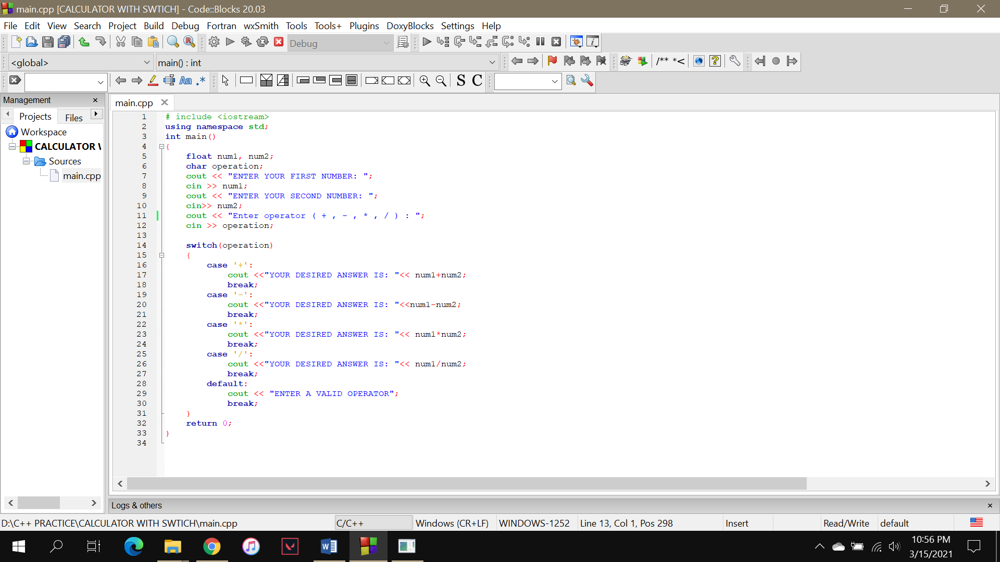 main.cpp [CALCULATOR WITH SWTICH] - Code::Blocks 20.03
File Edit View Search Project Build Debug Fortran wxSmith Tools Tools+ Plugins DoxyBlocks Settings Help
Debug
<global> main() : int /** *<
Aa .* S C
Management
main.cpp
Projects Files
Workspace
CALCULATOR
Sources
main.cpp
1 # include <iostream>
2 using namespace std;
3 int main()
4 {
5     float num1, num2;
6     char operation;
7     cout << "ENTER YOUR FIRST NUMBER: ";
8     cin >> num1;
9     cout << "ENTER YOUR SECOND NUMBER: ";
10     cin>> num2;
11     cout << "Enter operator ( + , - , * , / ) : ";
12     cin >> operation;
13
14     switch(operation)
15     {
16         case '+':
17             cout <<"YOUR DESIRED ANSWER IS: "<< num1+num2;
18             break;
19         case '-':
20             cout <<"YOUR DESIRED ANSWER IS: "<<num1-num2;
21             break;
22         case '*':
23             cout <<"YOUR DESIRED ANSWER IS: "<< num1*num2;
24             break;
25         case '/':
26             cout <<"YOUR DESIRED ANSWER IS: "<< num1/num2;
27             break;
28         default:
29             cout << "ENTER A VALID OPERATOR";
30             break;
31     }
32     return 0;
33 }
34
Logs & others
D:\C++ PRACTICE\CALCULATOR WITH SWTICH\main.cpp C/C++ Windows (CR+LF) WINDOWS-1252 Line 13, Col 1, Pos 298 Insert Read/Write default
10:56 PM
3/15/2021